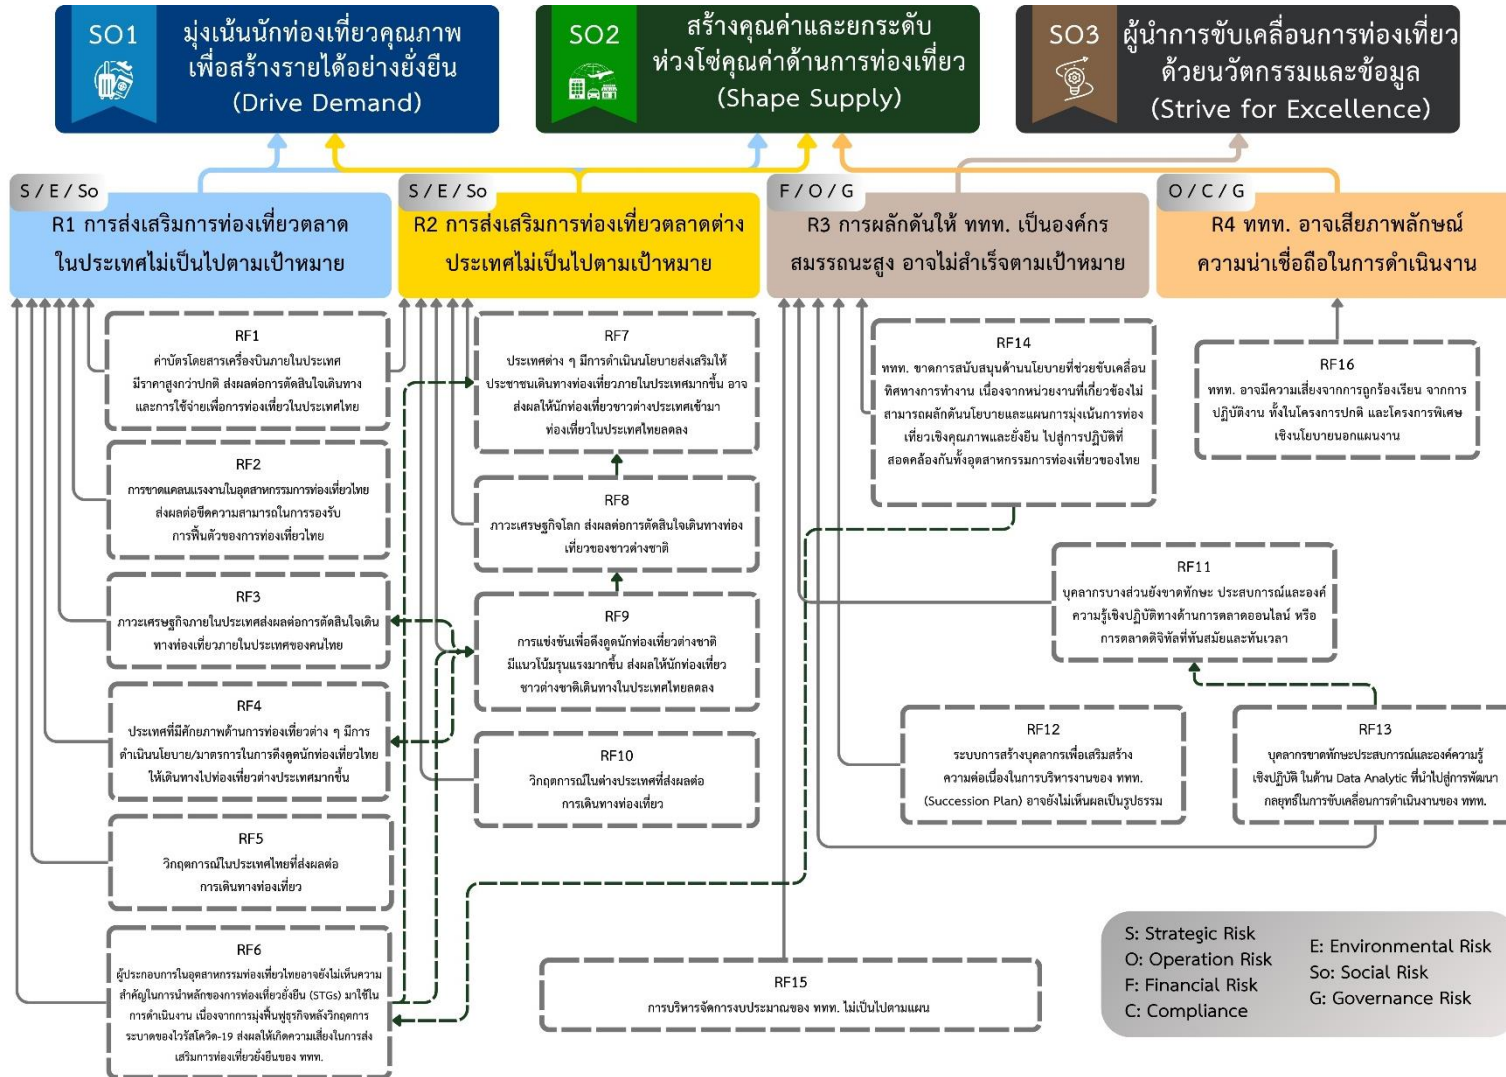 SO1
มุ่งเน้นนักท่องเที่ยวคุณภาพ
เพื่อสร้างรายได้อย่างยั่งยืน
(Drive Demand)
SO2
สร้างคุณค่าและยกระดับ
ห่วงโซ่คุณค่าด้านการท่องเที่ยว
(Shape Supply)
SO3
ผู้นำการขับเคลื่อนการท่องเที่ยว
ด้วยนวัตกรรมและข้อมูล
(Strive for Excellence)
S / E / So
R1 การส่งเสริมการท่องเที่ยวตลาด
ในประเทศไม่เป็นไปตามเป้าหมาย
S / E / So
R2 การส่งเสริมการท่องเที่ยวตลาดต่าง
ประเทศไม่เป็นไปตามเป้าหมาย
F / O / G
R3 การผลักดันให้ ททท. เป็นองค์กร
สมรรถนะสูง อาจไม่สำเร็จตามเป้าหมาย
O / C / G
R4 ททท. อาจเสียภาพลักษณ์
ความน่าเชื่อถือในการดำเนินงาน
RF1
ค่าบัตรโดยสารเครื่องบินภายในประเทศ
มีราคาสูงกว่าปกติ ส่งผลต่อการตัดสินใจเดินทาง
และการใช้จ่ายเพื่อการท่องเที่ยวในประเทศไทย
RF2
การขาดแคลนแรงงานในอุตสาหกรรมการท่องเที่ยวไทย
ส่งผลต่อขีดความสามารถในการรองรับ
การฟื้นตัวของการท่องเที่ยวไทย
RF3
ภาวะเศรษฐกิจภายในประเทศส่งผลต่อการตัดสินใจเดิน
ทางท่องเที่ยวภายในประเทศของคนไทย
RF4
ประเทศที่มีศักยภาพด้านการท่องเที่ยวต่าง ๆ มีการ
ดำเนินนโยบาย/มาตรการในการดึงดูดนักท่องเที่ยวไทย
ให้เดินทางไปท่องเที่ยวต่างประเทศมากขึ้น
RF5
วิกฤตการณ์ในประเทศไทยที่ส่งผลต่อ
การเดินทางท่องเที่ยว
RF6
ผู้ประกอบการในอุตสาหกรรมท่องเที่ยวไทยอาจยังไม่เห็นความ
สำคัญในการนำหลักของการท่องเที่ยวยั่งยืน (STGs) มาใช้ใน
การดำเนินงาน เนื่องจากการมุ่งฟื้นฟูธุรกิจหลังวิกฤตการ
ระบาดของไวรัสโควิด-19 ส่งผลให้เกิดความเสี่ยงในการส่ง
เสริมการท่องเที่ยวยั่งยืนของ ททท.
RF7
ประเทศต่าง ๆ มีการดำเนินนโยบายส่งเสริมให้
ประชาชนเดินทางท่องเที่ยวภายในประเทศมากขึ้น อาจ
ส่งผลให้นักท่องเที่ยวชาวต่างประเทศเข้ามา
ท่องเที่ยวในประเทศไทยลดลง
RF8
ภาวะเศรษฐกิจโลก ส่งผลต่อการตัดสินใจเดินทางท่อง
เที่ยวของชาวต่างชาติ
RF9
การแข่งขันเพื่อดึงดูดนักท่องเที่ยวต่างชาติ
มีแนวโน้มรุนแรงมากขึ้น ส่งผลให้นักท่องเที่ยว
ชาวต่างชาติเดินทางในประเทศไทยลดลง
RF10
วิกฤตการณ์ในต่างประเทศที่ส่งผลต่อ
การเดินทางท่องเที่ยว
RF14
ททท. ขาดการสนับสนุนด้านนโยบายที่ช่วยขับเคลื่อน
ทิศทางการทำงาน เนื่องจากหน่วยงานที่เกี่ยวข้องไม่
สามารถผลักดันนโยบายและแผนการมุ่งเน้นการท่อง
เที่ยวเชิงคุณภาพและยั่งยืน ไปสู่การปฏิบัติที่
สอดคล้องกันทั้งอุตสาหกรรมการท่องเที่ยวของไทย
RF16
ททท. อาจมีความเสี่ยงจากการถูกร้องเรียน จากการ
ปฏิบัติงาน ทั้งในโครงการปกติ และโครงการพิเศษ
เชิงนโยบายนอกแผนงาน
RF11
บุคลากรบางส่วนยังขาดทักษะ ประสบการณ์และองค์
ความรู้เชิงปฏิบัติทางด้านการตลาดออนไลน์ หรือ
การตลาดดิจิทัลที่ทันสมัยและทันเวลา
RF12
ระบบการสร้างบุคลากรเพื่อเสริมสร้าง
ความต่อเนื่องในการบริหารงานของ ททท.
(Succession Plan) อาจยังไม่เห็นผลเป็นรูปธรรม
RF13
บุคลากรขาดทักษะประสบการณ์และองค์ความรู้
เชิงปฏิบัติ ในด้าน Data Analytic ที่นำไปสู่การพัฒนา
กลยุทธ์ในการขับเคลื่อนการดำเนินงานของ ททท.
RF15
การบริหารจัดการงบประมาณของ ททท. ไม่เป็นไปตามแผน
S: Strategic Risk
O: Operation Risk
F: Financial Risk
C: Compliance
E: Environmental Risk
So: Social Risk
G: Governance Risk